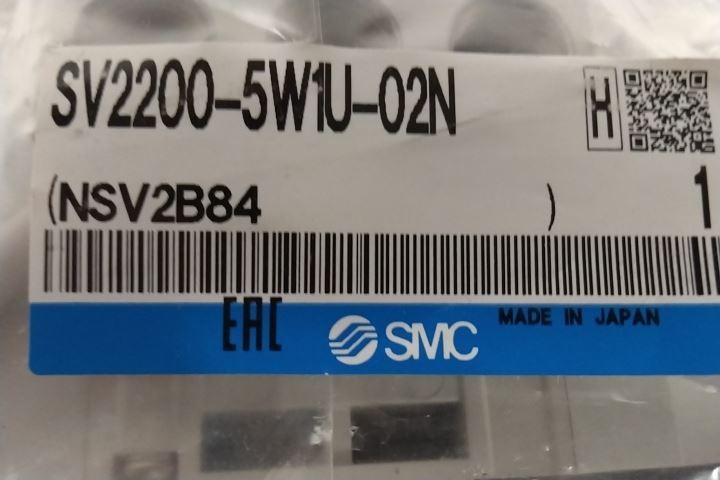 SV2200-5W1U-02N
H
(NSV2B84 )
1
EAC
SMC
MADE IN JAPAN